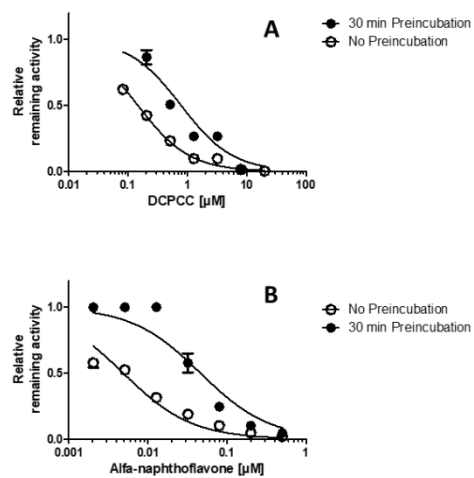 A
30 min Preincubation
No Preincubation
Relative
remaining activity
1.0
0.5
0.0
0.01
0.1
1
10
100
DCPCC [µM]
B
No Preincubation
30 min Preincubation
Relative
remaining activity
1.0
0.5
0.0
0.001
0.01
0.1
1
Alfa-naphthoflavone [µM]